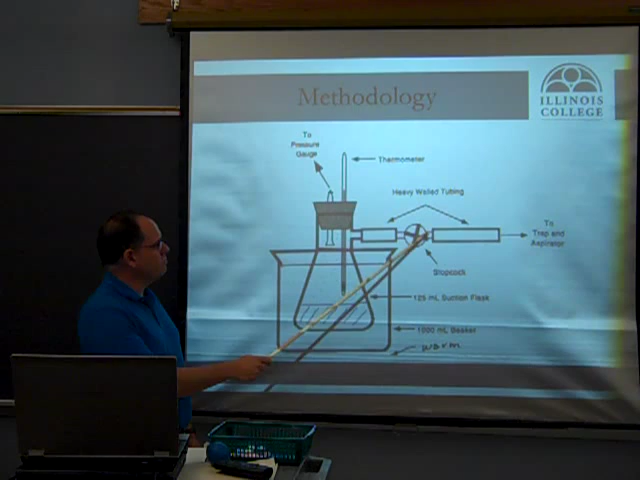 Methodology
ILLINOIS
COLLEGE
To
Pressure
Gauge
Thermometer
Heavy Walled Tubing
To
Trap and
Aspirator
Stopcock
125 mL Suction Flask
1000 mL Beaker